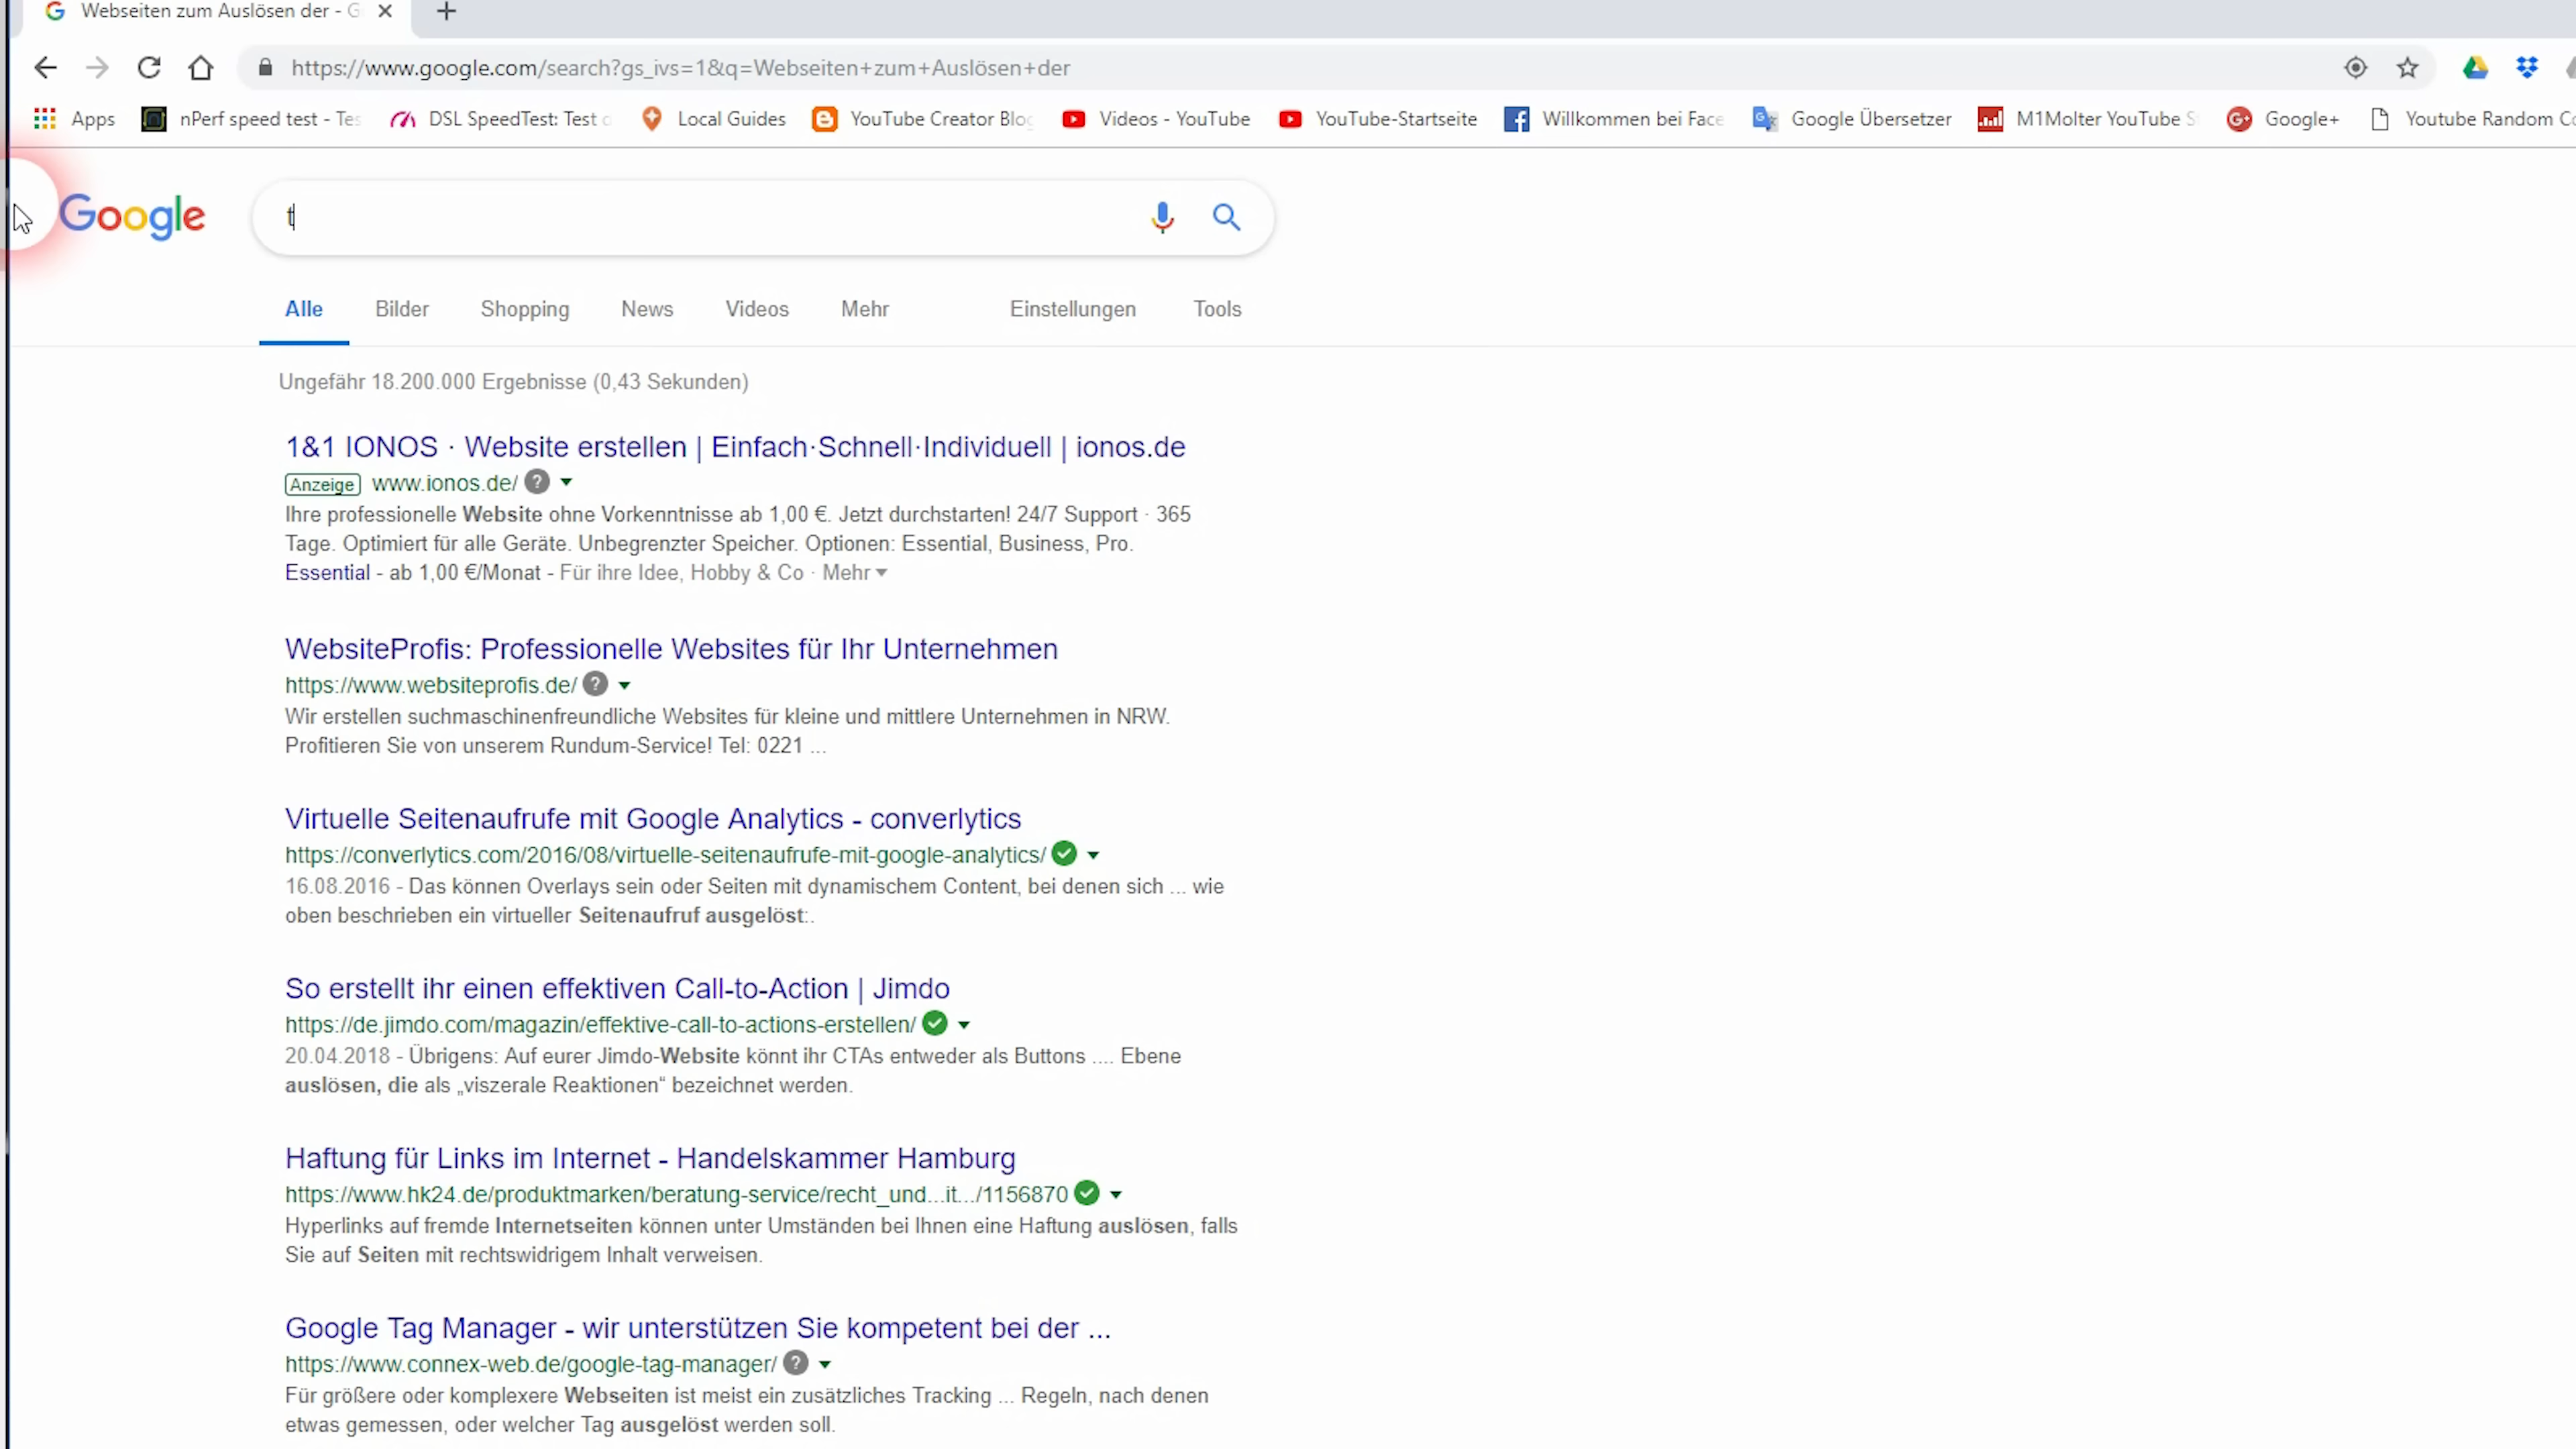 Webseiten zum Auslösen der - G
https://www.google.com/search?gs_ivs=1&q=Webseiten+zum+Auslösen+der
Apps nPerf speed test - Tes DSL SpeedTest: Test Local Guides YouTube Creator Blog Videos - YouTube YouTube-Startseite Willkommen bei Face Google Übersetzer M1Molter YouTube S Google+ Youtube Random Co
Google t
Alle Bilder Shopping News Videos Mehr Einstellungen Tools
Ungefähr 18.200.000 Ergebnisse (0,43 Sekunden)
1&1 IONOS · Website erstellen | Einfach·Schnell·Individuell | ionos.de
Anzeige www.ionos.de/
Ihre professionelle Website ohne Vorkenntnisse ab 1,00 €. Jetzt durchstarten! 24/7 Support · 365
Tage. Optimiert für alle Geräte. Unbegrenzter Speicher. Optionen: Essential, Business, Pro.
Essential - ab 1,00 €/Monat - Für ihre Idee, Hobby & Co · Mehr
WebsiteProfis: Professionelle Websites für Ihr Unternehmen
https://www.websiteprofis.de/
Wir erstellen suchmaschinenfreundliche Websites für kleine und mittlere Unternehmen in NRW.
Profitieren Sie von unserem Rundum-Service! Tel: 0221 ...
Virtuelle Seitenaufrufe mit Google Analytics - converlytics
https://converlytics.com/2016/08/virtuelle-seitenaufrufe-mit-google-analytics/
16.08.2016 - Das können Overlays sein oder Seiten mit dynamischem Content, bei denen sich ... wie
oben beschrieben ein virtueller Seitenaufruf ausgelöst:.
So erstellt ihr einen effektiven Call-to-Action | Jimdo
https://de.jimdo.com/magazin/effektive-call-to-actions-erstellen/
20.04.2018 - Übrigens: Auf eurer Jimdo-Website könnt ihr CTAs entweder als Buttons .... Ebene
auslösen, die als „viszerale Reaktionen“ bezeichnet werden.
Haftung für Links im Internet - Handelskammer Hamburg
https://www.hk24.de/produktmarken/beratung-service/recht_und...it.../1156870
Hyperlinks auf fremde Internetseiten können unter Umständen bei Ihnen eine Haftung auslösen, falls
Sie auf Seiten mit rechtswidrigem Inhalt verweisen.
Google Tag Manager - wir unterstützen Sie kompetent bei der ...
https://www.connex-web.de/google-tag-manager/
Für größere oder komplexere Webseiten ist meist ein zusätzliches Tracking ... Regeln, nach denen
etwas gemessen, oder welcher Tag ausgelöst werden soll.